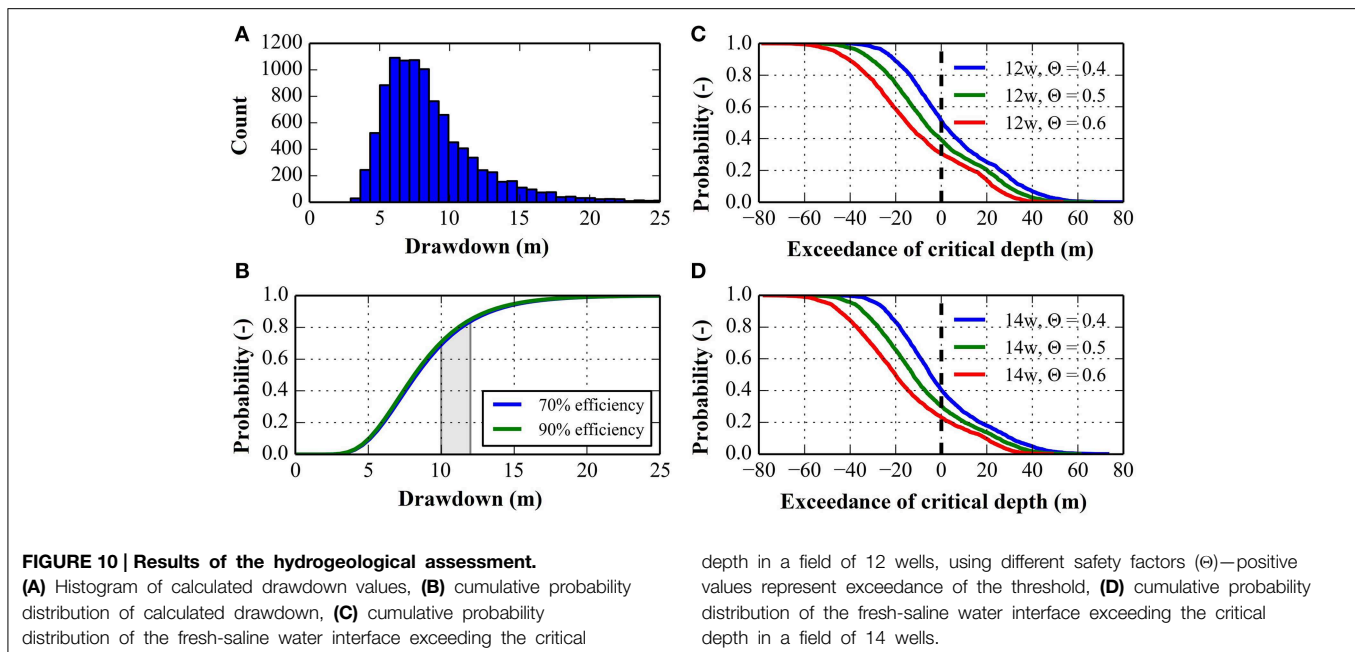 A
1200
1000
800
600
400
200
0
Count
0 5 10 15 20 25
Drawdown (m)
B
1.0
0.8
0.6
0.4
0.2
0.0
Probability (-)
70% efficiency
90% efficiency
0 5 10 15 20 25
Drawdown (m)
C
1.0
0.8
0.6
0.4
0.2
0.0
Probability (-)
12w, Θ = 0.4
12w, Θ = 0.5
12w, Θ = 0.6
−80 −60 −40 −20 0 20 40 60 80
Exceedance of critical depth (m)
D
1.0
0.8
0.6
0.4
0.2
0.0
Probability (-)
14w, Θ = 0.4
14w, Θ = 0.5
14w, Θ = 0.6
−80 −60 −40 −20 0 20 40 60 80
Exceedance of critical depth (m)
FIGURE 10 | Results of the hydrogeological assessment.
(A) Histogram of calculated drawdown values, (B) cumulative probability
distribution of calculated drawdown, (C) cumulative probability
distribution of the fresh-saline water interface exceeding the critical
depth in a field of 12 wells, using different safety factors (Θ)—positive
values represent exceedance of the threshold, (D) cumulative probability
distribution of the fresh-saline water interface exceeding the critical
depth in a field of 14 wells.